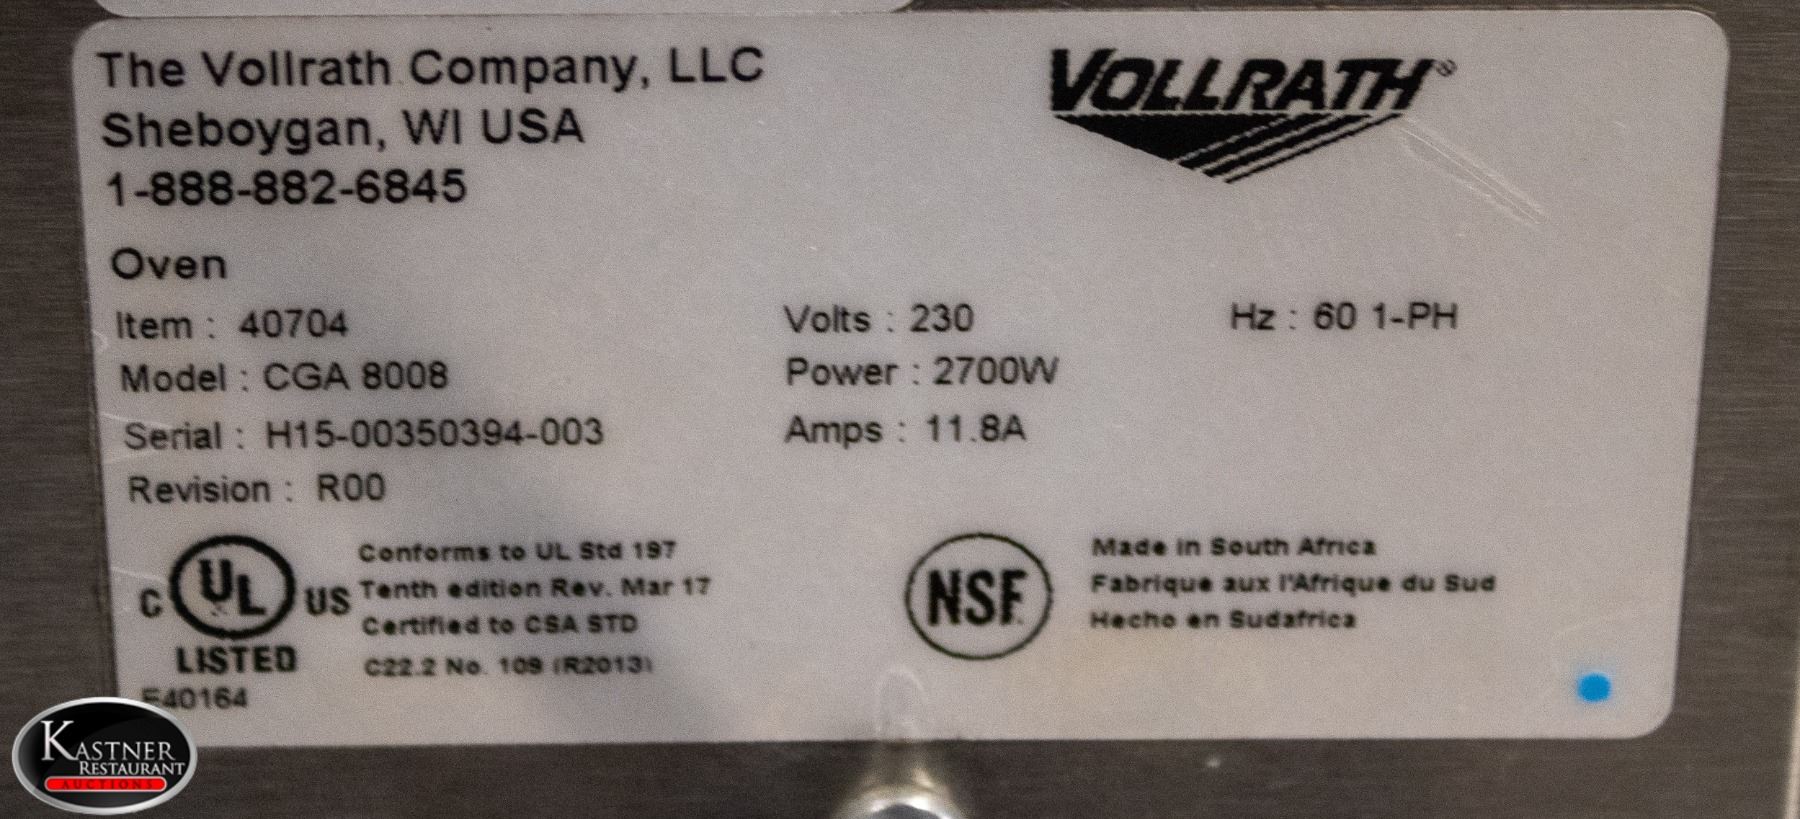 The Vollrath Company, LLC
Sheboygan, WI USA
1-888-882-6845
VOLLRATH®
Oven
Item : 40704
Model : CGA 8008
Serial : H15-00350394-003
Revision : R00
Volts : 230
Power : 2700W
Amps : 11.8A
Hz : 60 1-PH
C UL US
LISTED
E40164
Conforms to UL Std 197
Tenth edition Rev. Mar 17
Certified to CSA STD
C22.2 No. 109 (R2013)
NSF
Made in South Africa
Fabrique aux l'Afrique du Sud
Hecho en Sudafrica
KASTNER
RESTAURANT
AUCTIONS